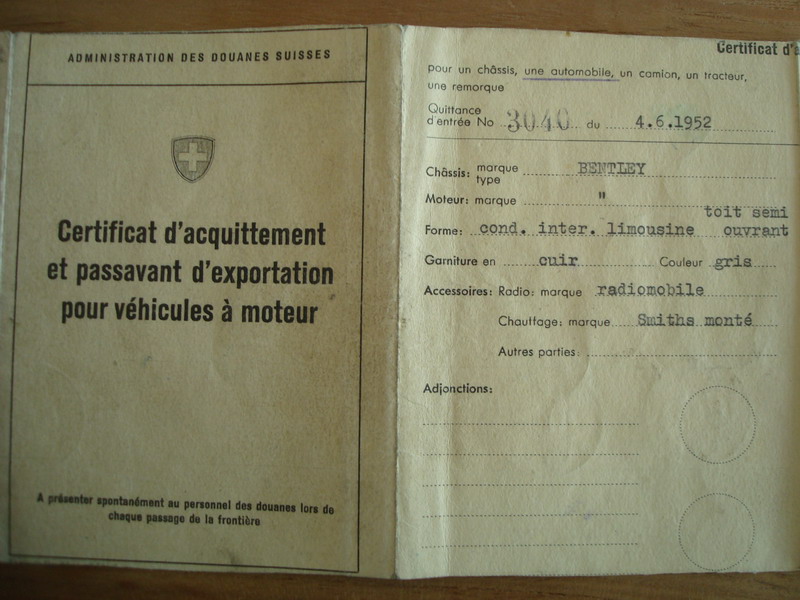 ADMINISTRATION DES DOUANES SUISSES
Certificat d'acquittement
et passavant d'exportation
pour véhicules à moteur
A présenter spontanément au personnel des douanes lors de
chaque passage de la frontière
Certificat d'
pour un châssis, une automobile, un camion, un tracteur,
une remorque
Quittance
d'entrée No 3040 du 4.6.1952
Châssis: marque BENTLEY
type
Moteur: marque "
toit semi
Forme: cond. inter. limousine ouvrant
Garniture en cuir Couleur gris
Accessoires: Radio: marque radiomobile
Chauffage: marque Smiths monté
Autres parties:
Adjonctions: